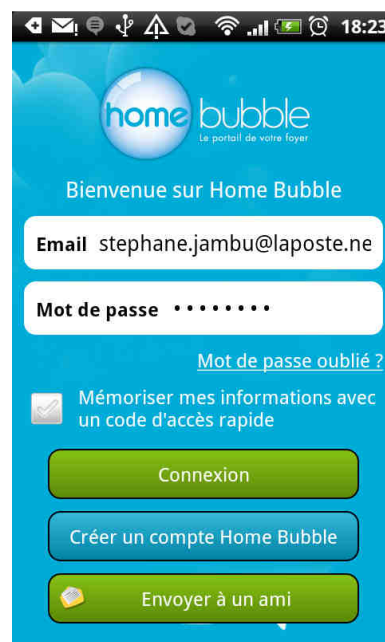 18:23
home bubble
Le portail de votre foyer
Bienvenue sur Home Bubble
Email stephane.jambu@laposte.ne
Mot de passe ••••••••
Mot de passe oublié ?
Mémoriser mes informations avec
un code d'accès rapide
Connexion
Créer un compte Home Bubble
Envoyer à un ami